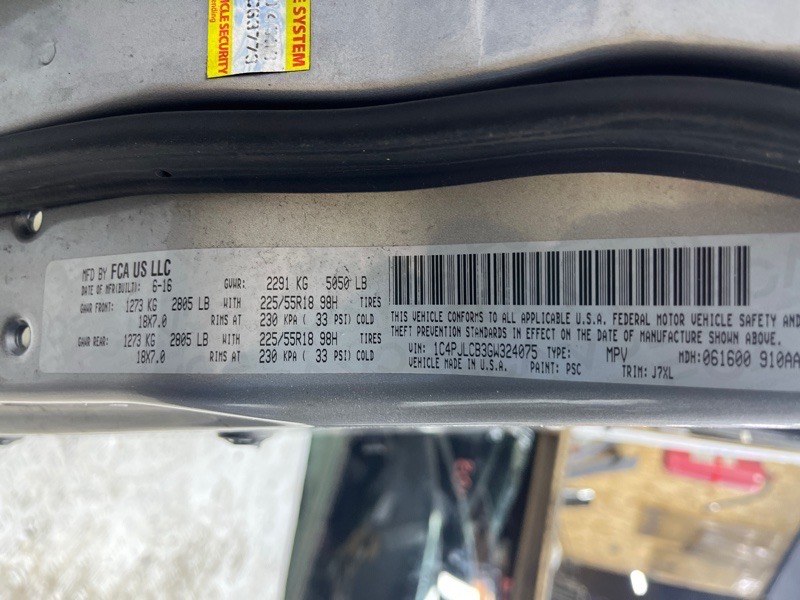 E SYSTEM
HICLE SECURITY
MFD BY FCA US LLC
DATE OF MFR(BUILT): 6-16 GVWR: 2291 KG 5050 LB
GAWR FRONT: 1273 KG 2805 LB WITH 225/55R18 98H TIRES
18X7.0 RIMS AT 230 KPA ( 33 PSI) COLD
GAWR REAR: 1273 KG 2805 LB WITH 225/55R18 98H TIRES
18X7.0 RIMS AT 230 KPA ( 33 PSI) COLD
THIS VEHICLE CONFORMS TO ALL APPLICABLE U.S.A. FEDERAL MOTOR VEHICLE SAFETY,
THEFT PREVENTION STANDARDS IN EFFECT ON THE DATE OF MANUFACTURE SHOWN ABOVE.
VIN: 1C4PJLCB3GW324075 TYPE: MPV MDH: 061600 910AA
VEHICLE MADE IN U.S.A. PAINT: PSC TRIM: J7XL